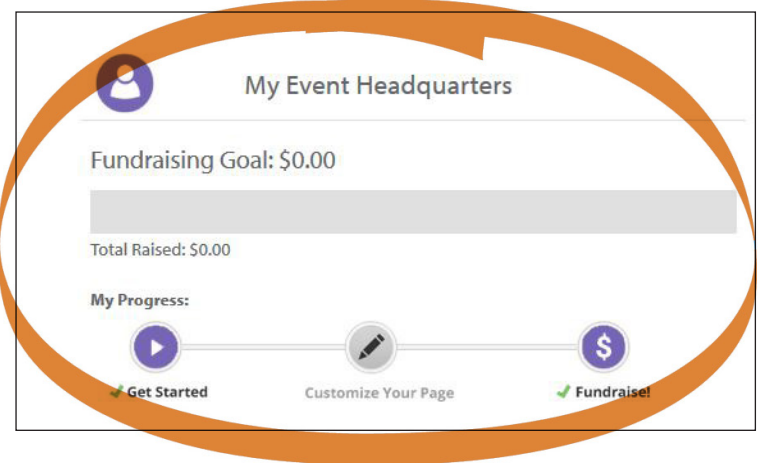 My Event Headquarters
Fundraising Goal: $0.00
Total Raised: $0.00
My Progress:
$
Get Started Customize Your Page Fundraise!